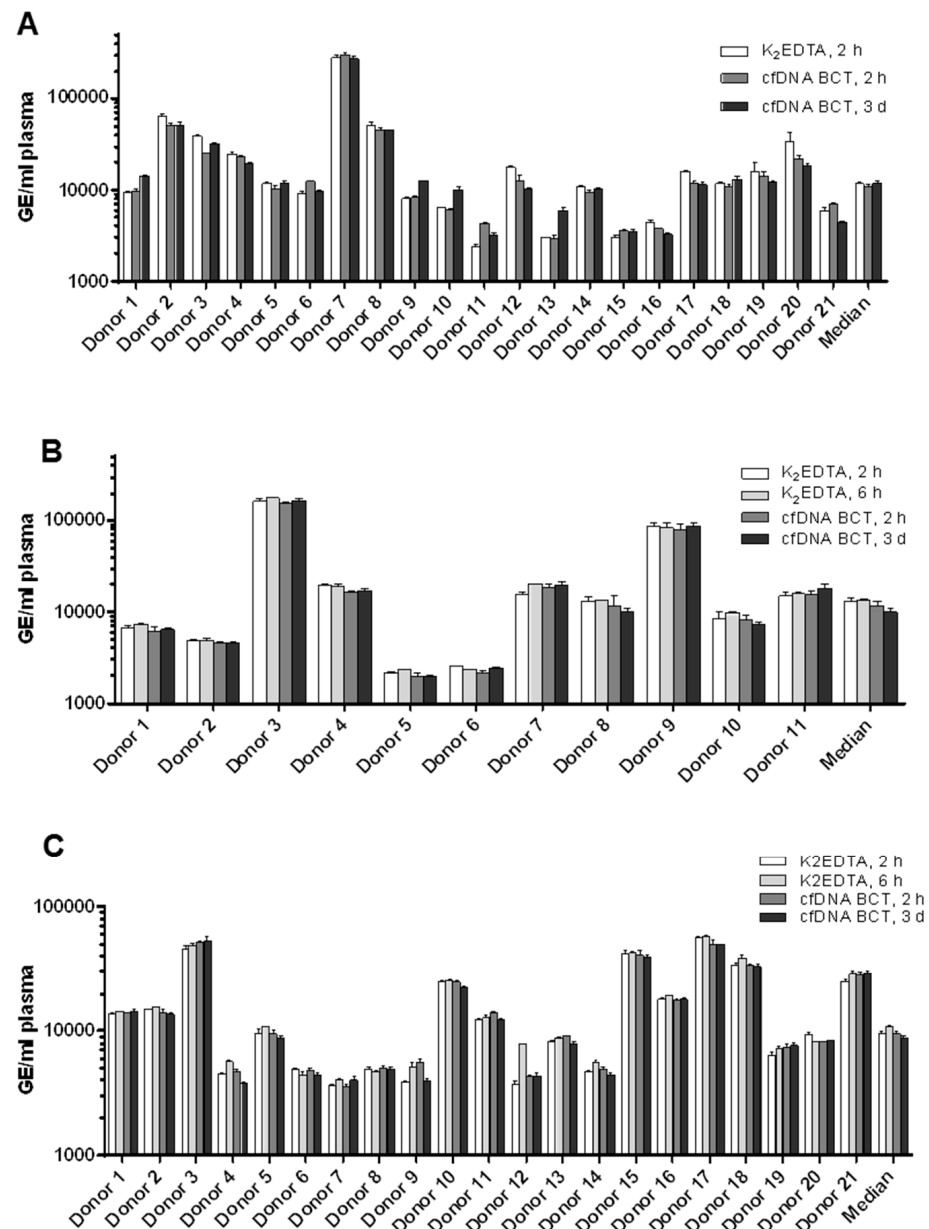 A
K₂EDTA, 2 h
cfDNA BCT, 2 h
cfDNA BCT, 3 d
GE/ml plasma
100000
10000
1000
Donor 1
Donor 2
Donor 3
Donor 4
Donor 5
Donor 6
Donor 7
Donor 8
Donor 9
Donor 10
Donor 11
Donor 12
Donor 13
Donor 14
Donor 15
Donor 16
Donor 17
Donor 18
Donor 19
Donor 20
Donor 21
Median
B
K₂EDTA, 2 h
K₂EDTA, 6 h
cfDNA BCT, 2 h
cfDNA BCT, 3 d
GE/ml plasma
100000
10000
1000
Donor 1
Donor 2
Donor 3
Donor 4
Donor 5
Donor 6
Donor 7
Donor 8
Donor 9
Donor 10
Donor 11
Median
C
K2EDTA, 2 h
K2EDTA, 6 h
cfDNA BCT, 2 h
cfDNA BCT, 3 d
GE/ml plasma
100000
10000
1000
Donor 1
Donor 2
Donor 3
Donor 4
Donor 5
Donor 6
Donor 7
Donor 8
Donor 9
Donor 10
Donor 11
Donor 12
Donor 13
Donor 14
Donor 15
Donor 16
Donor 17
Donor 18
Donor 19
Donor 20
Donor 21
Median